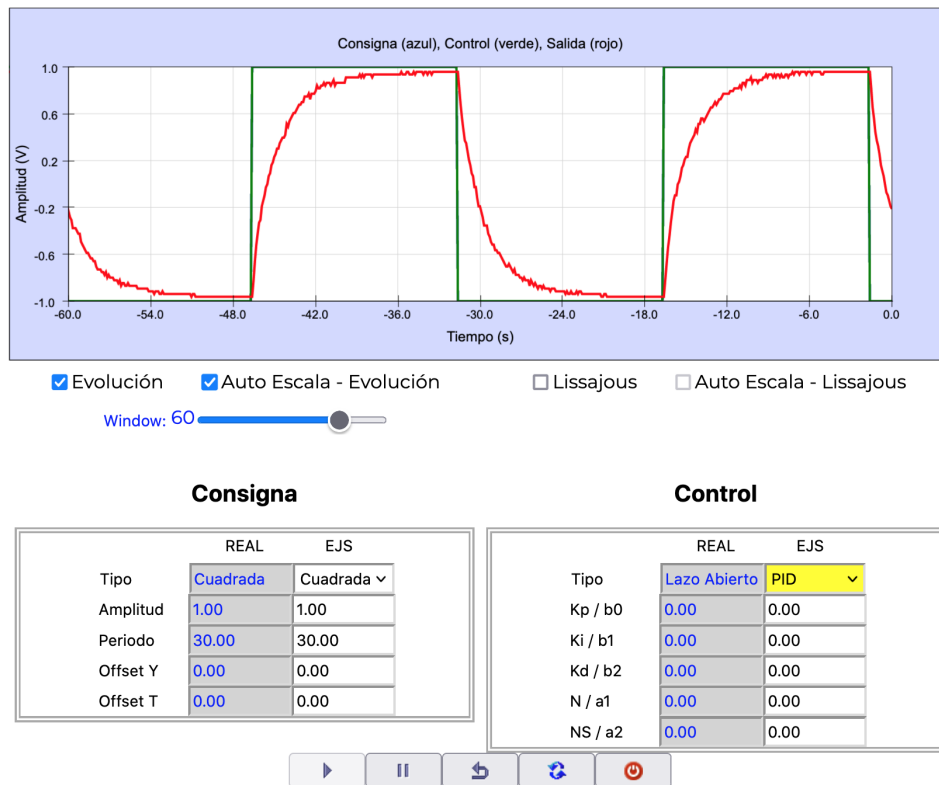 Consigna (azul), Control (verde), Salida (rojo)
Amplitud (V)
1.0
0.6
0.2
-0.2
-0.6
-1.0
-60.0 -54.0 -48.0 -42.0 -36.0 -30.0 -24.0 -18.0 -12.0 -6.0 0.0
Tiempo (s)
Evolución Auto Escala - Evolución Lissajous Auto Escala - Lissajous
Window: 60
Consigna
REAL EJS
Tipo Cuadrada Cuadrada
Amplitud 1.00 1.00
Periodo 30.00 30.00
Offset Y 0.00 0.00
Offset T 0.00 0.00
Control
REAL EJS
Tipo Lazo Abierto PID
Kp / b0 0.00 0.00
Ki / b1 0.00 0.00
Kd / b2 0.00 0.00
N / a1 0.00 0.00
NS / a2 0.00 0.00